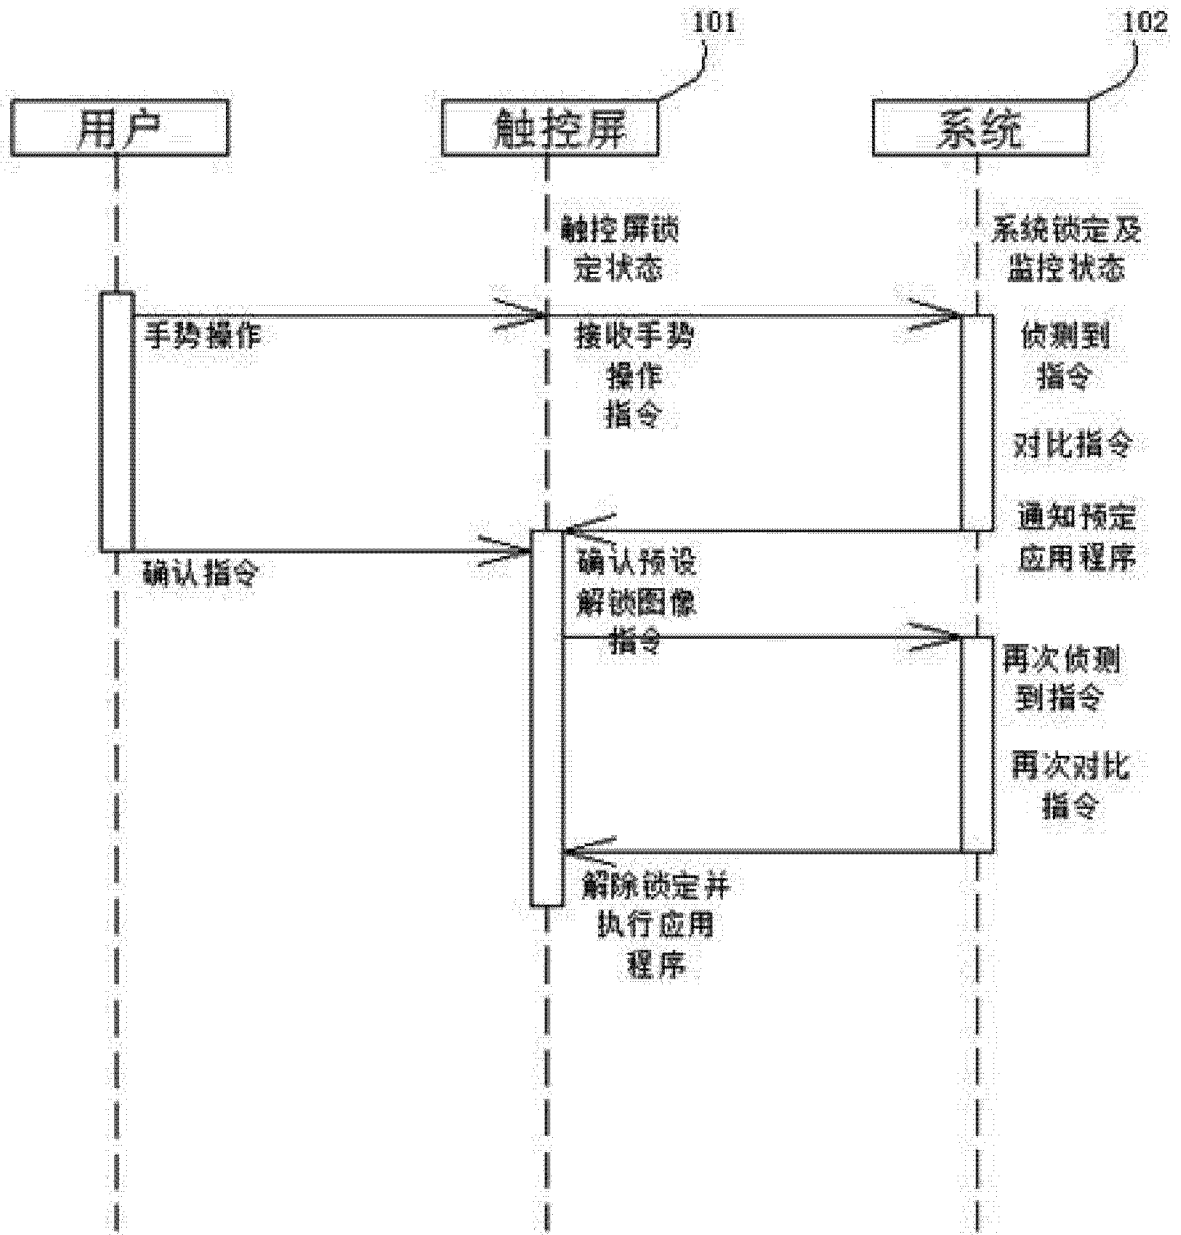 101
102
用户
触控屏
系统
触控屏锁
定状态
系统锁定及
监控状态
手势操作
接收手势
操作
指令
侦测到
指令
对比指令
通知预定
应用程序
确认指令
确认预设
解锁图像
指令
再次侦测
到指令
再次对比
指令
解除锁定并
执行应用
程序